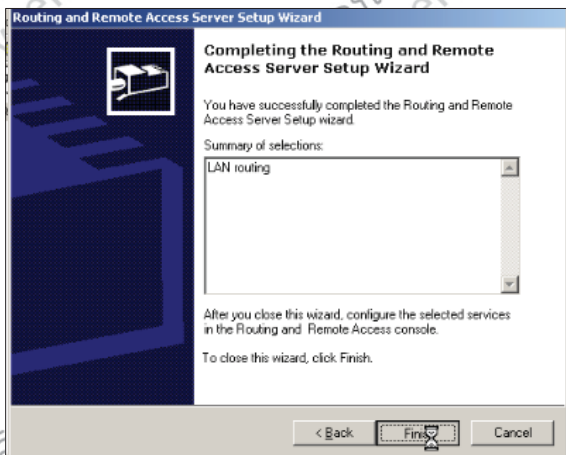 Routing and Remote Access Server Setup Wizard
Completing the Routing and Remote
Access Server Setup Wizard
You have successfully completed the Routing and Remote
Access Server Setup wizard.
Summary of selections:
LAN routing
After you close this wizard, configure the selected services
in the Routing and Remote Access console.
To close this wizard, click Finish.
< Back
Cancel